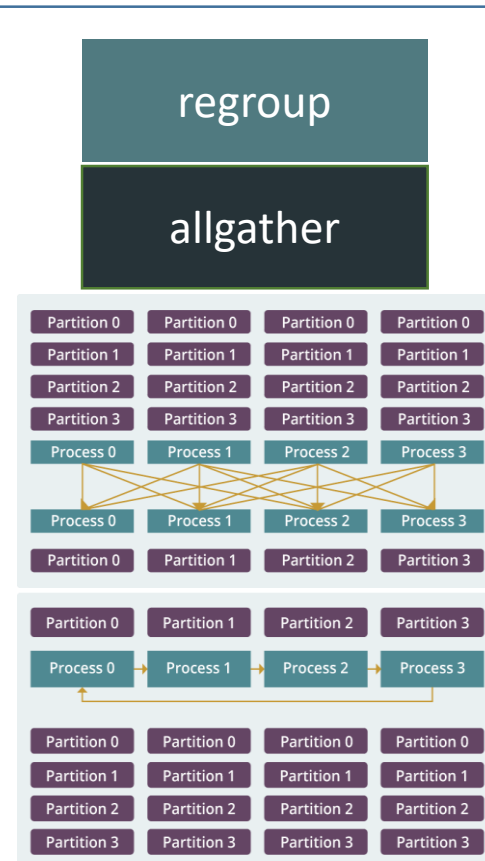 regroup
allgather
Partition 0 Partition 0 Partition 0 Partition 0
Partition 1 Partition 1 Partition 1 Partition 1
Partition 2 Partition 2 Partition 2 Partition 2
Partition 3 Partition 3 Partition 3 Partition 3
Process 0 Process 1 Process 2 Process 3
Process 0 Process 1 Process 2 Process 3
Partition 0 Partition 1 Partition 2 Partition 3
Partition 0 Partition 1 Partition 2 Partition 3
Process 0 Process 1 Process 2 Process 3
Partition 0 Partition 0 Partition 0 Partition 0
Partition 1 Partition 1 Partition 1 Partition 1
Partition 2 Partition 2 Partition 2 Partition 2
Partition 3 Partition 3 Partition 3 Partition 3